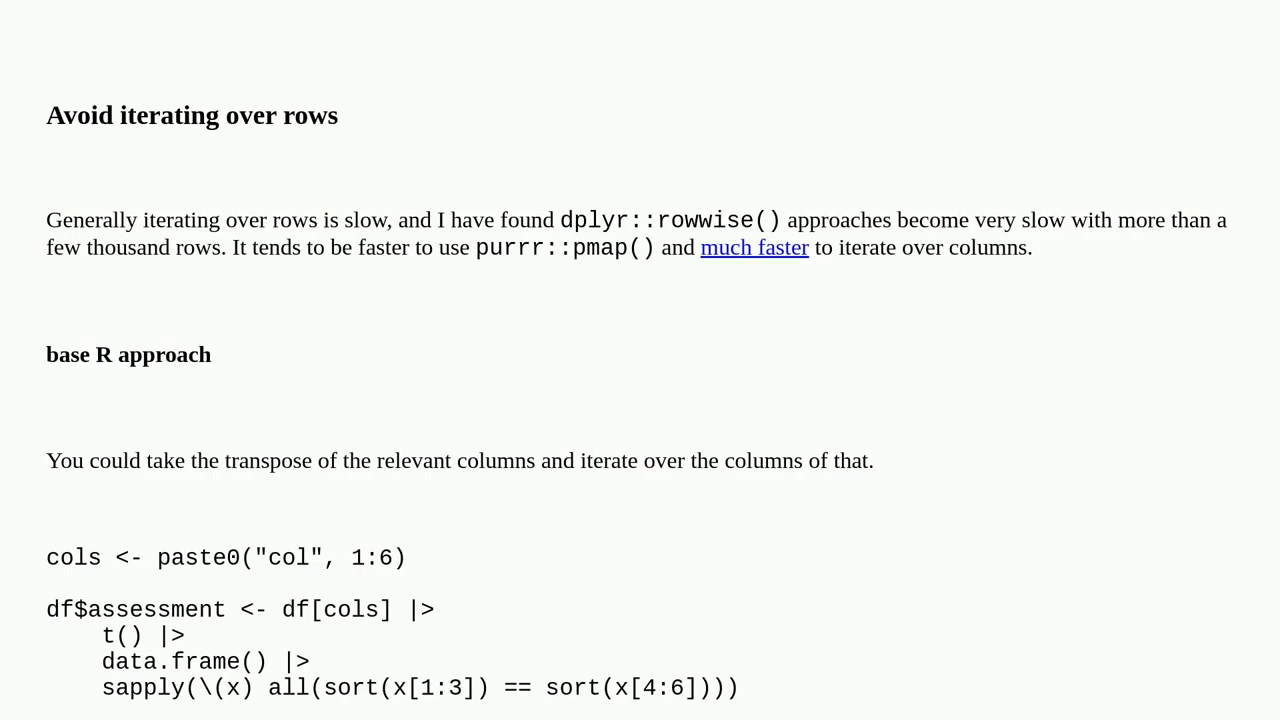 Avoid iterating over rows
Generally iterating over rows is slow, and I have found dplyr::rowwise() approaches become very slow with more than a
few thousand rows. It tends to be faster to use purrr::pmap() and much faster to iterate over columns.
base R approach
You could take the transpose of the relevant columns and iterate over the columns of that.
cols <- paste0("col", 1:6)
df$assessment <- df[cols] |>
    t() |>
    data.frame() |>
    sapply(\(x) all(sort(x[1:3]) == sort(x[4:6])))